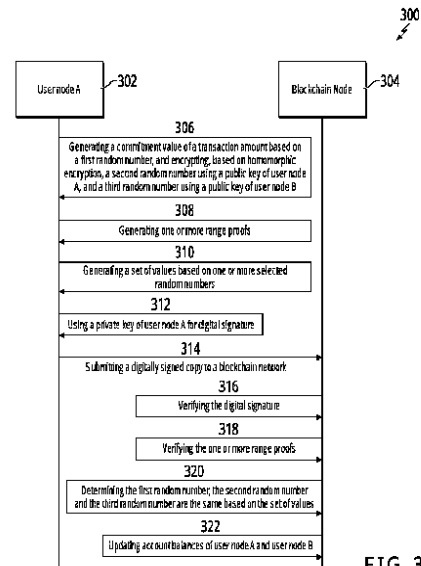 300
User node A
302
Blockchain Node
304
306
Generating a commitment value of a transaction amount based on
a first random number, and encrypting, based on homomorphic
encryption, a second random number using a public key of user node
A, and a third random number using a public key of user node B
308
Generating one or more range proofs
310
Generating a set of values based on one or more selected
random numbers
312
Using a private key of user node A for digital signature
314
Submitting a digitally signed copy to a blockchain network
316
Verifying the digital signature
318
Verifying the one or more range proofs
320
Determining the first random number, the second random number
and the third random number are the same based on the set of values
322
Updating account balances of user node A and user node B
FIG. 3